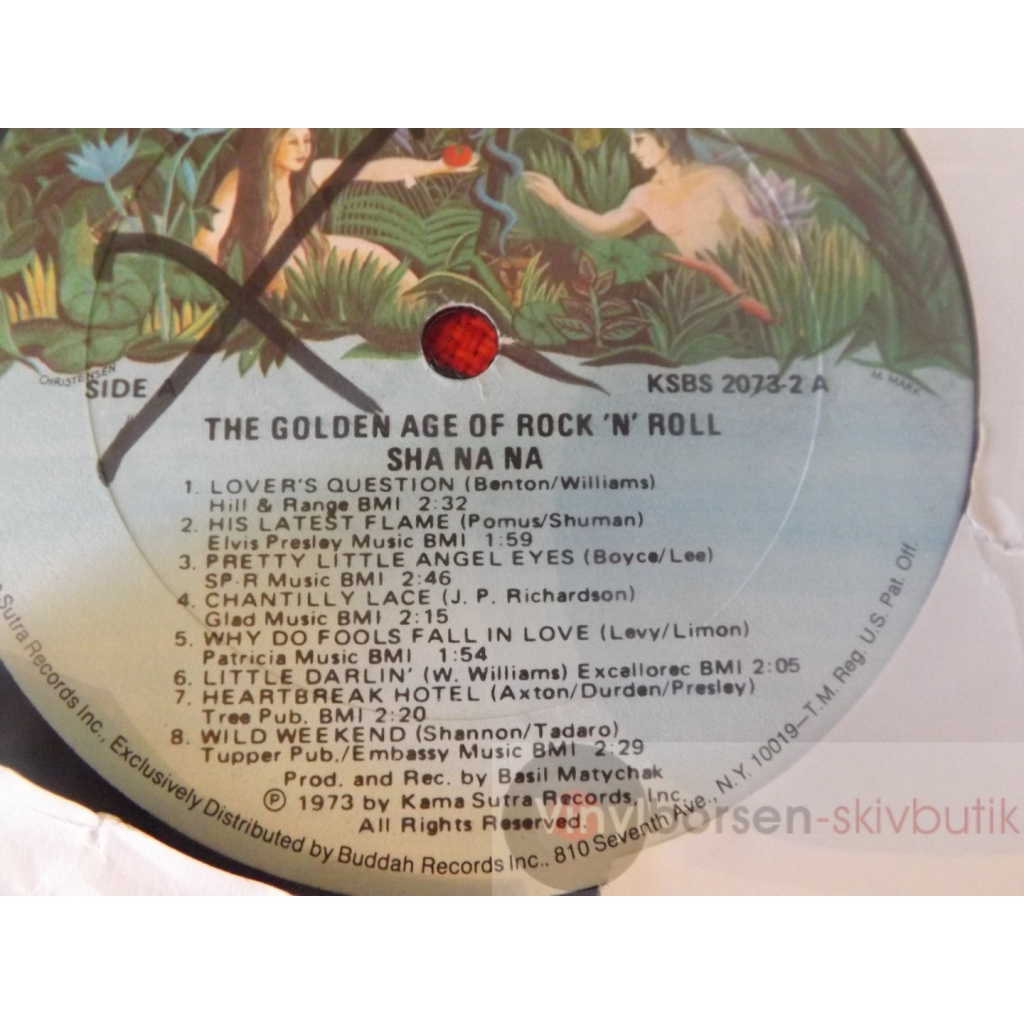 CHRISTENSEN
M. MARK
SIDE A
KSBS 2073-2 A
THE GOLDEN AGE OF ROCK 'N' ROLL
SHA NA NA
1. LOVER'S QUESTION (Benton/Williams)
Hill & Range BMI 2:32
2. HIS LATEST FLAME (Pomus/Shuman)
Elvis Presley Music BMI 1:59
3. PRETTY LITTLE ANGEL EYES (Boyce/Lee)
SP-R Music BMI 2:46
4. CHANTILLY LACE (J. P. Richardson)
Glad Music BMI 2:15
5. WHY DO FOOLS FALL IN LOVE (Levy/Limon)
Patricia Music BMI 1:54
6. LITTLE DARLIN' (W. Williams) Excellorec BMI 2:05
7. HEARTBREAK HOTEL (Axton/Durden/Presley)
Tree Pub. BMI 2:20
8. WILD WEEKEND (Shannon/Tadaro)
Tupper Pub./Embassy Music BMI 2:29
Prod. and Rec. by Basil Matychak
℗ 1973 by Kama Sutra Records, Inc.
All Rights Reserved.
Sutra Records Inc., Exclusively Distributed by Buddah Records Inc., 810 Seventh Ave., N.Y. 10019—T.M. Reg. U.S. Pat. Off.
vinylbörsen-skivbutik